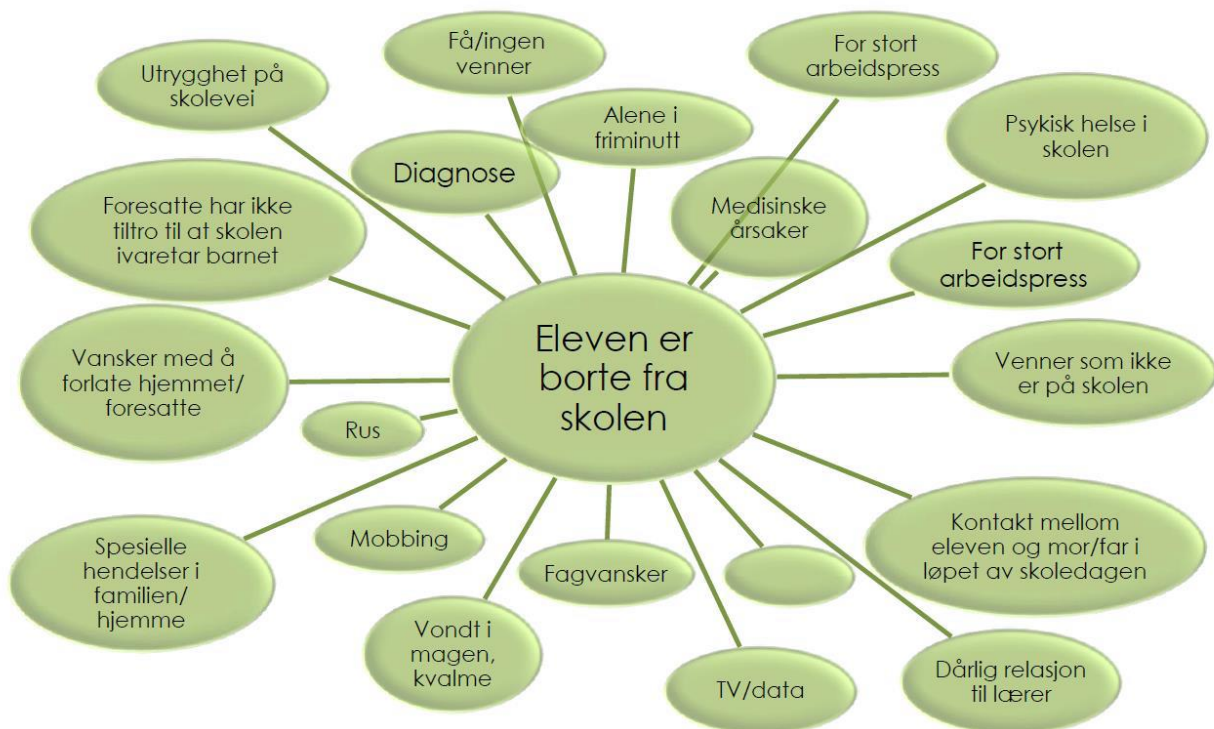 Få/ingen
venner
For stort
arbeidspress
Utrygghet på
skolevei
Alene i
friminutt
Psykisk helse i
skolen
Diagnose
Medisinske
årsaker
Foresatte har ikke
tiltro til at skolen
ivaretar barnet
For stort
arbeidspress
Eleven er
borte fra
skolen
Vansker med å
forlate hjemmet/
foresatte
Venner som ikke
er på skolen
Rus
Mobbing
Spesielle
hendelser i
familien/
hjemme
Fagvansker
Kontakt mellom
eleven og mor/far i
løpet av skoledagen
Vondt i
magen,
kvalme
TV/data
Dårlig relasjon
til lærer